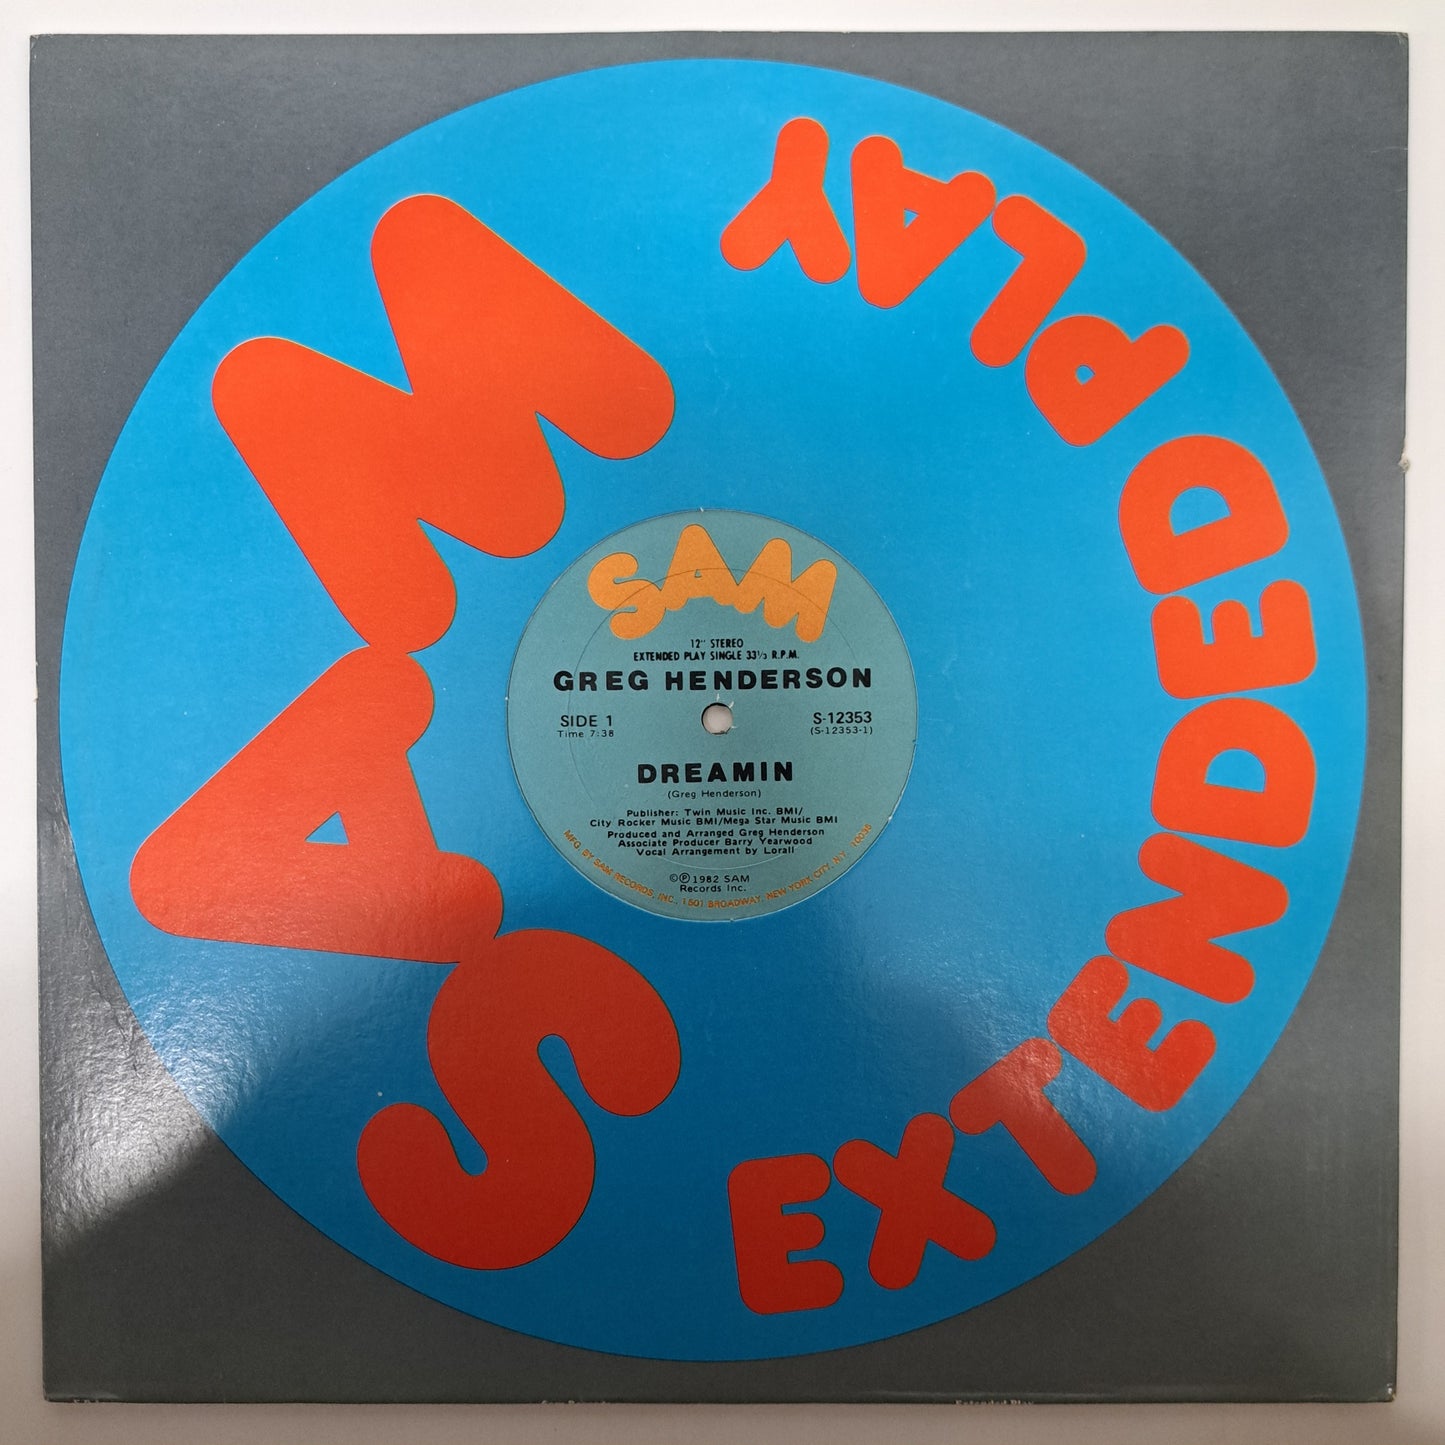 SAM
EXTENDED PLAY
SAM
12" STEREO
EXTENDED PLAY SINGLE 33⅓ R.P.M.
GREG HENDERSON
SIDE 1
Time 7:38
S-12353
(S-12353-1)
DREAMIN
(Greg Henderson)
Publisher: Twin Music Inc. BMI/
City Rocker Music BMI/Mega Star Music BMI
Produced and Arranged Greg Henderson
Associate Producer Barry Yearwood
Vocal Arrangement by Lorall
©℗1982 SAM
Records Inc.
MFG BY SAM RECORDS, INC., 1501 BROADWAY, NEW YORK CITY, N.Y. 10036
Extended Play